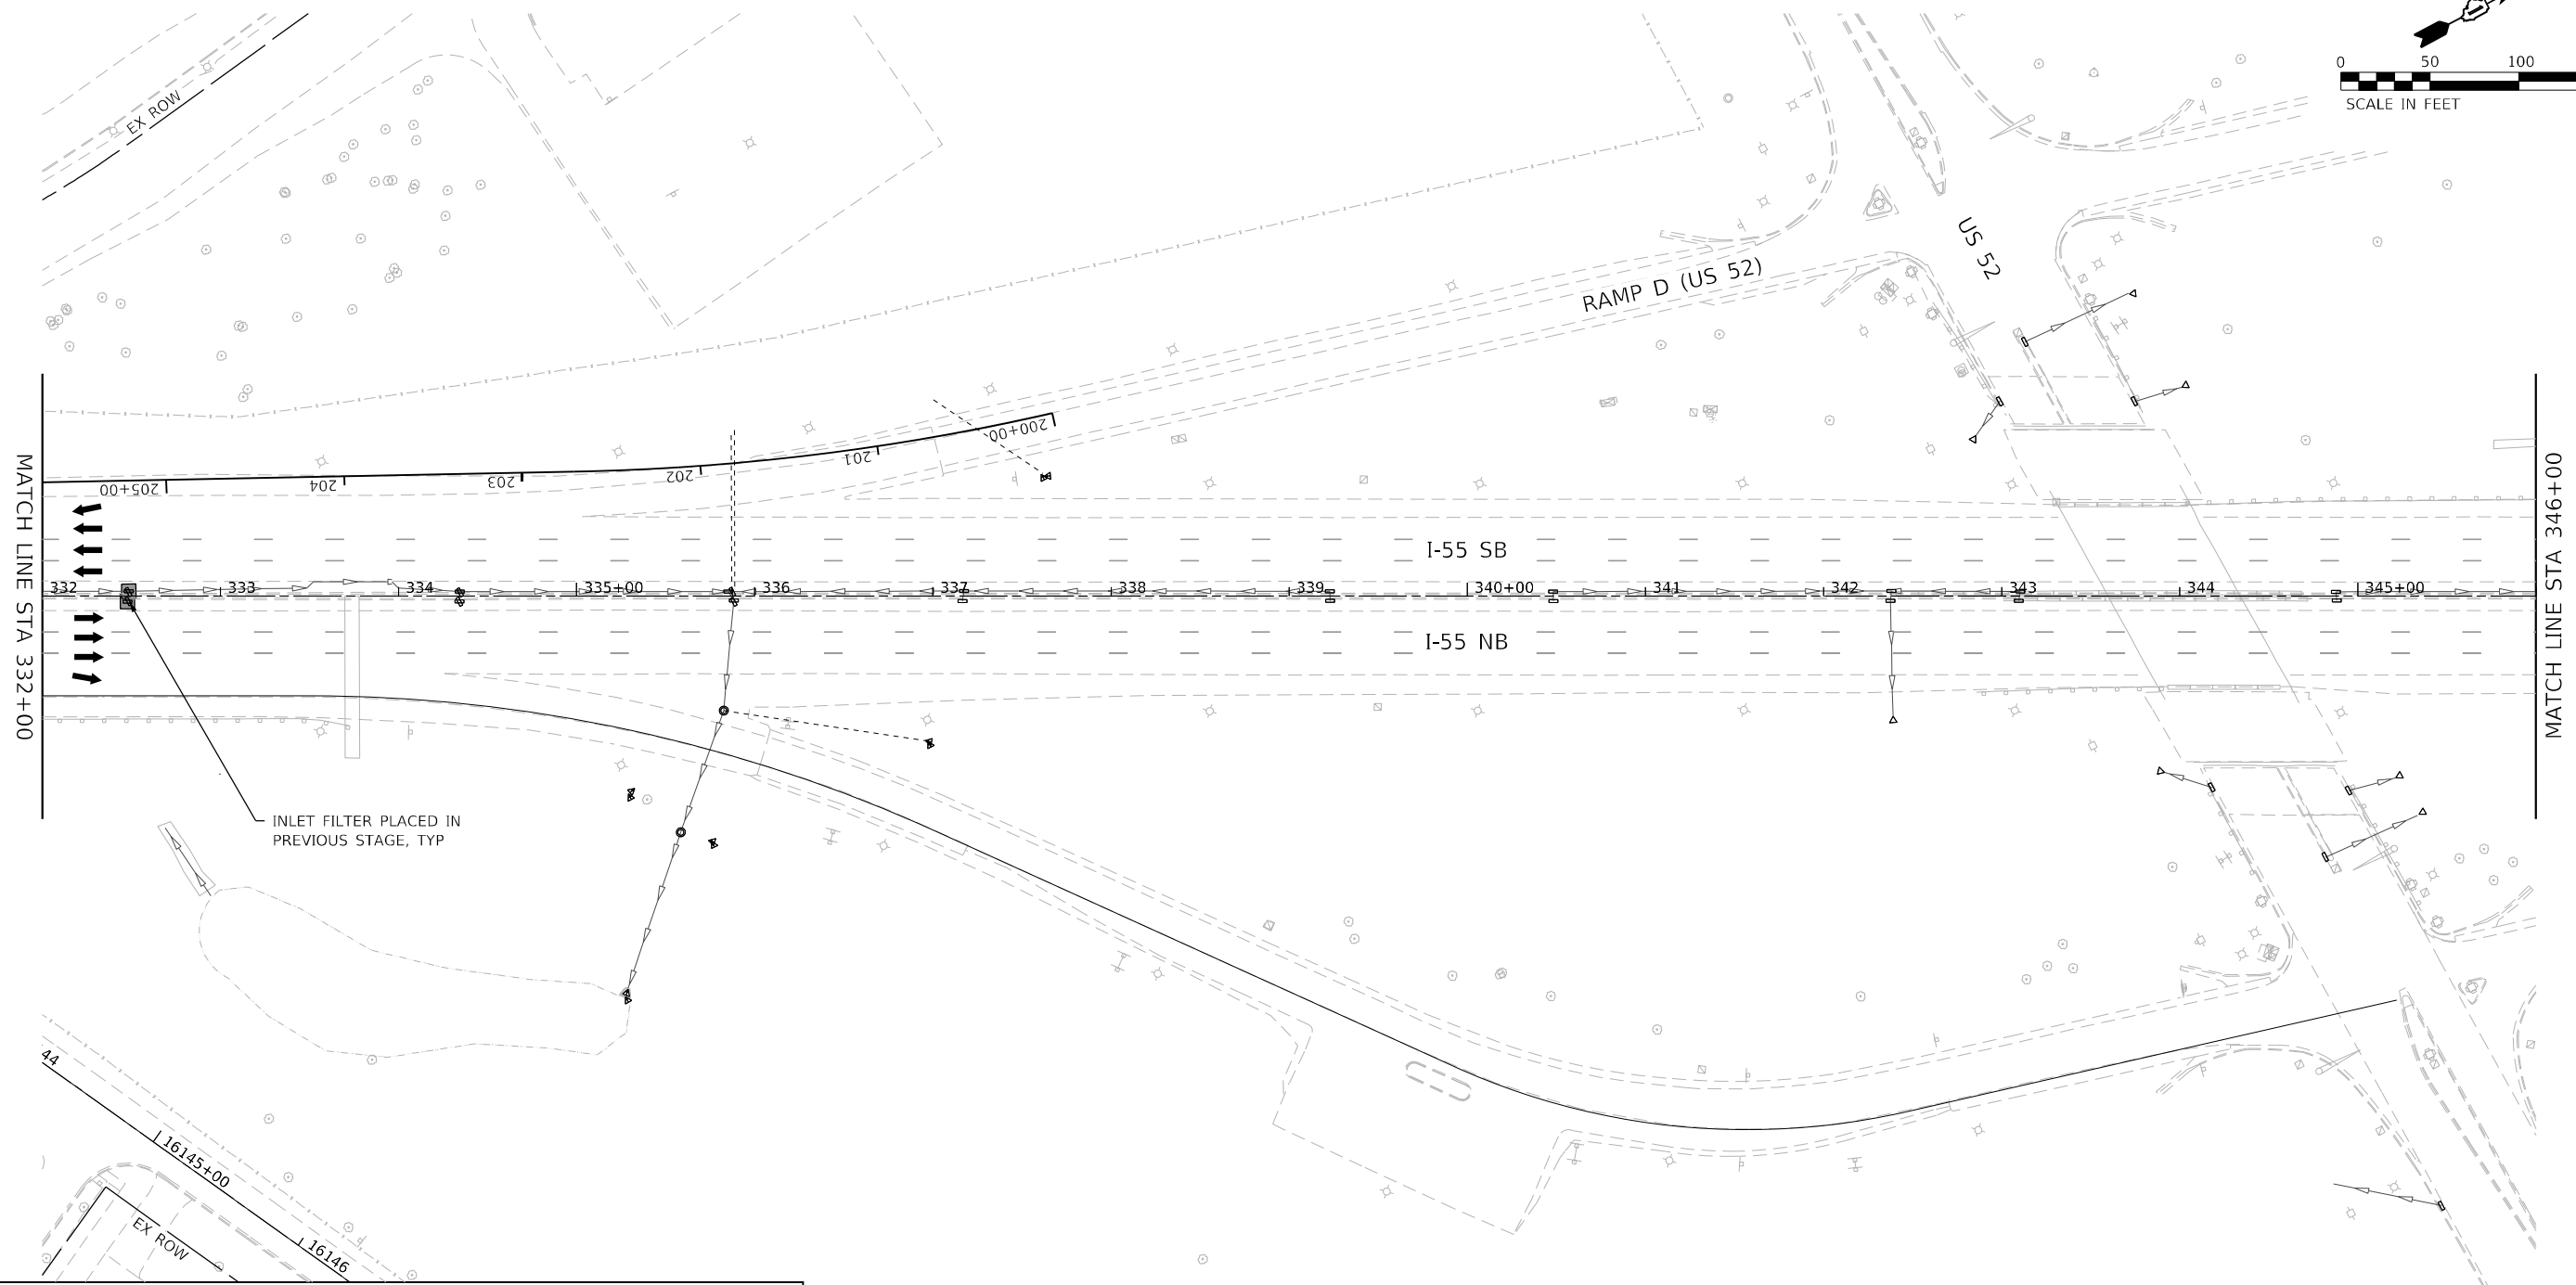 0 50 100
SCALE IN FEET
EX ROW
US 52
RAMP D (US 52)
205+00 204 203 202 201 200+00
MATCH LINE STA 332+00
MATCH LINE STA 346+00
I-55 SB
332 333 334 335+00 336 337 338 339 340+00 341 342 343 344 345+00
I-55 NB
INLET FILTER PLACED IN
PREVIOUS STAGE, TYP
44
16145+00
16146
EX ROW